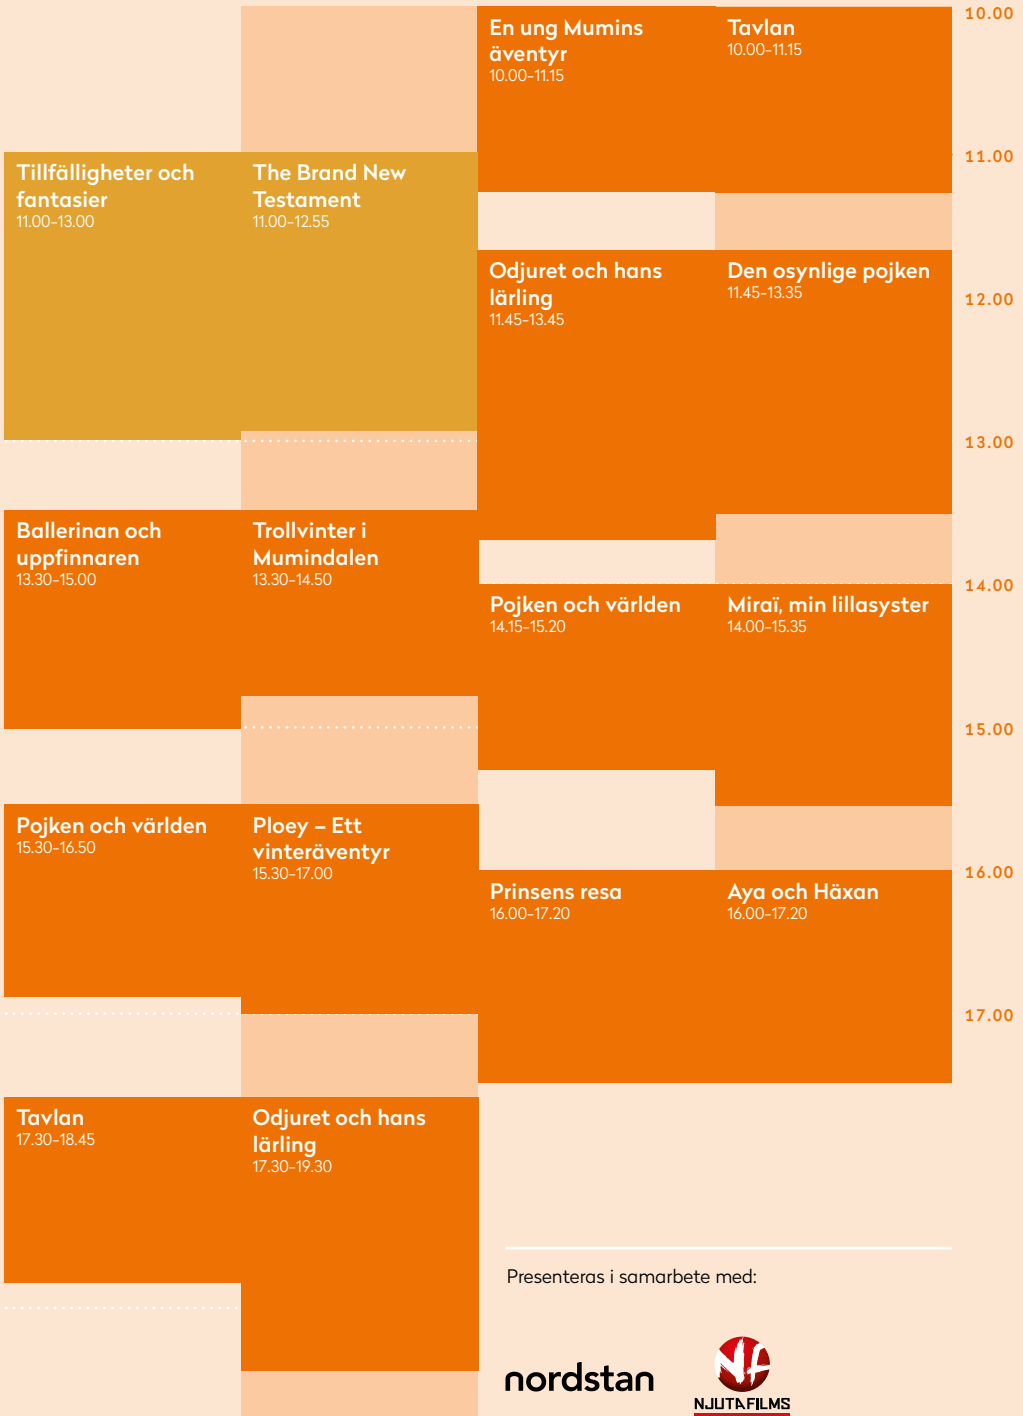 Tillfälligheter och
fantasier
11.00-13.00
Ballerinan och
uppfinnaren
13.30-15.00
Pojken och världen
15.30-16.50
Tavlan
17.30-18.45
The Brand New
Testament
11.00-12.55
Trollvinter i
Mumindalen
13.30-14.50
Ploey – Ett
vinteräventyr
15.30-17.00
Odjuret och hans
lärling
17.30-19.30
En ung Mumins
äventyr
10.00-11.15
Odjuret och hans
lärling
11.45-13.45
Pojken och världen
14.15-15.20
Prinsens resa
16.00-17.20
Tavlan
10.00-11.15
Den osynlige pojken
11.45-13.35
Miraï, min lillasyster
14.00-15.35
Aya och Häxan
16.00-17.20
10.00
11.00
12.00
13.00
14.00
15.00
16.00
17.00
Presenteras i samarbete med:
nordstan
NF
NJUTAFILMS